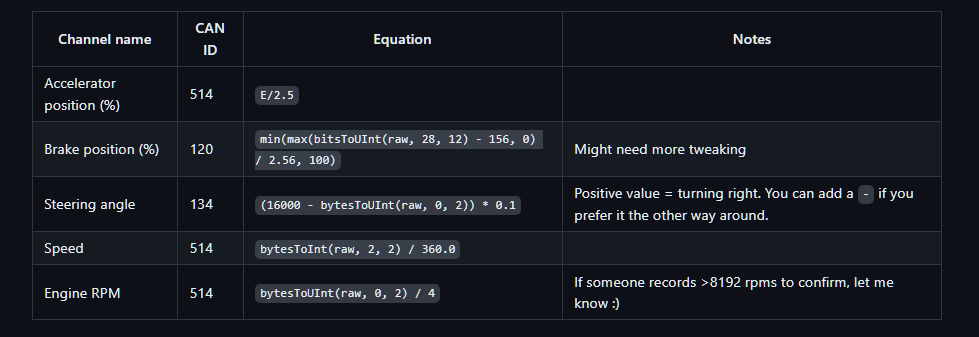 Channel name CAN ID Equation Notes
Accelerator position (%) 514 E/2.5
Brake position (%) 120 min(max(bitsToUInt(raw, 28, 12) - 156, 0) / 2.56, 100) Might need more tweaking
Steering angle 134 (16000 - bytesToUInt(raw, 0, 2)) * 0.1 Positive value = turning right. You can add a - if you prefer it the other way around.
Speed 514 bytesToInt(raw, 2, 2) / 360.0
Engine RPM 514 bytesToUInt(raw, 0, 2) / 4 If someone records >8192 rpms to confirm, let me know :)